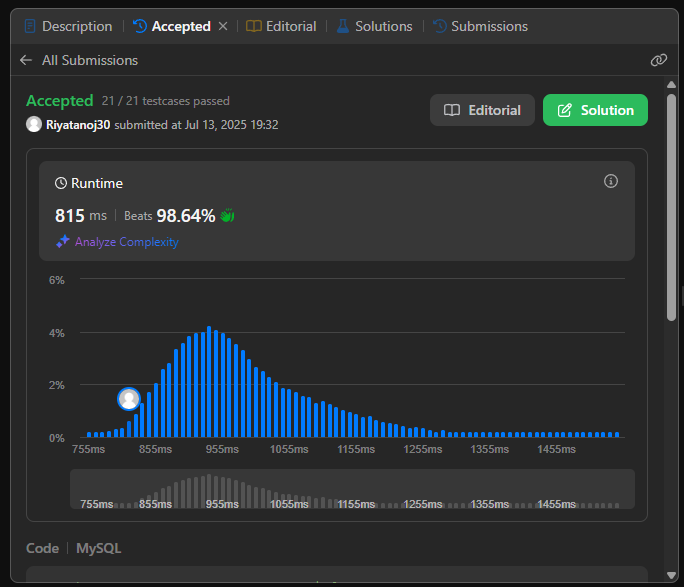 Description Accepted Editorial Solutions Submissions
All Submissions
Accepted 21 / 21 testcases passed
Riyatanoj30 submitted at Jul 13, 2025 19:32
Editorial Solution
Runtime
815 ms Beats 98.64%
Analyze Complexity
6%
4%
2%
0%
755ms 855ms 955ms 1055ms 1155ms 1255ms 1355ms 1455ms
755ms 855ms 955ms 1055ms 1155ms 1255ms 1355ms 1455ms
Code MySQL